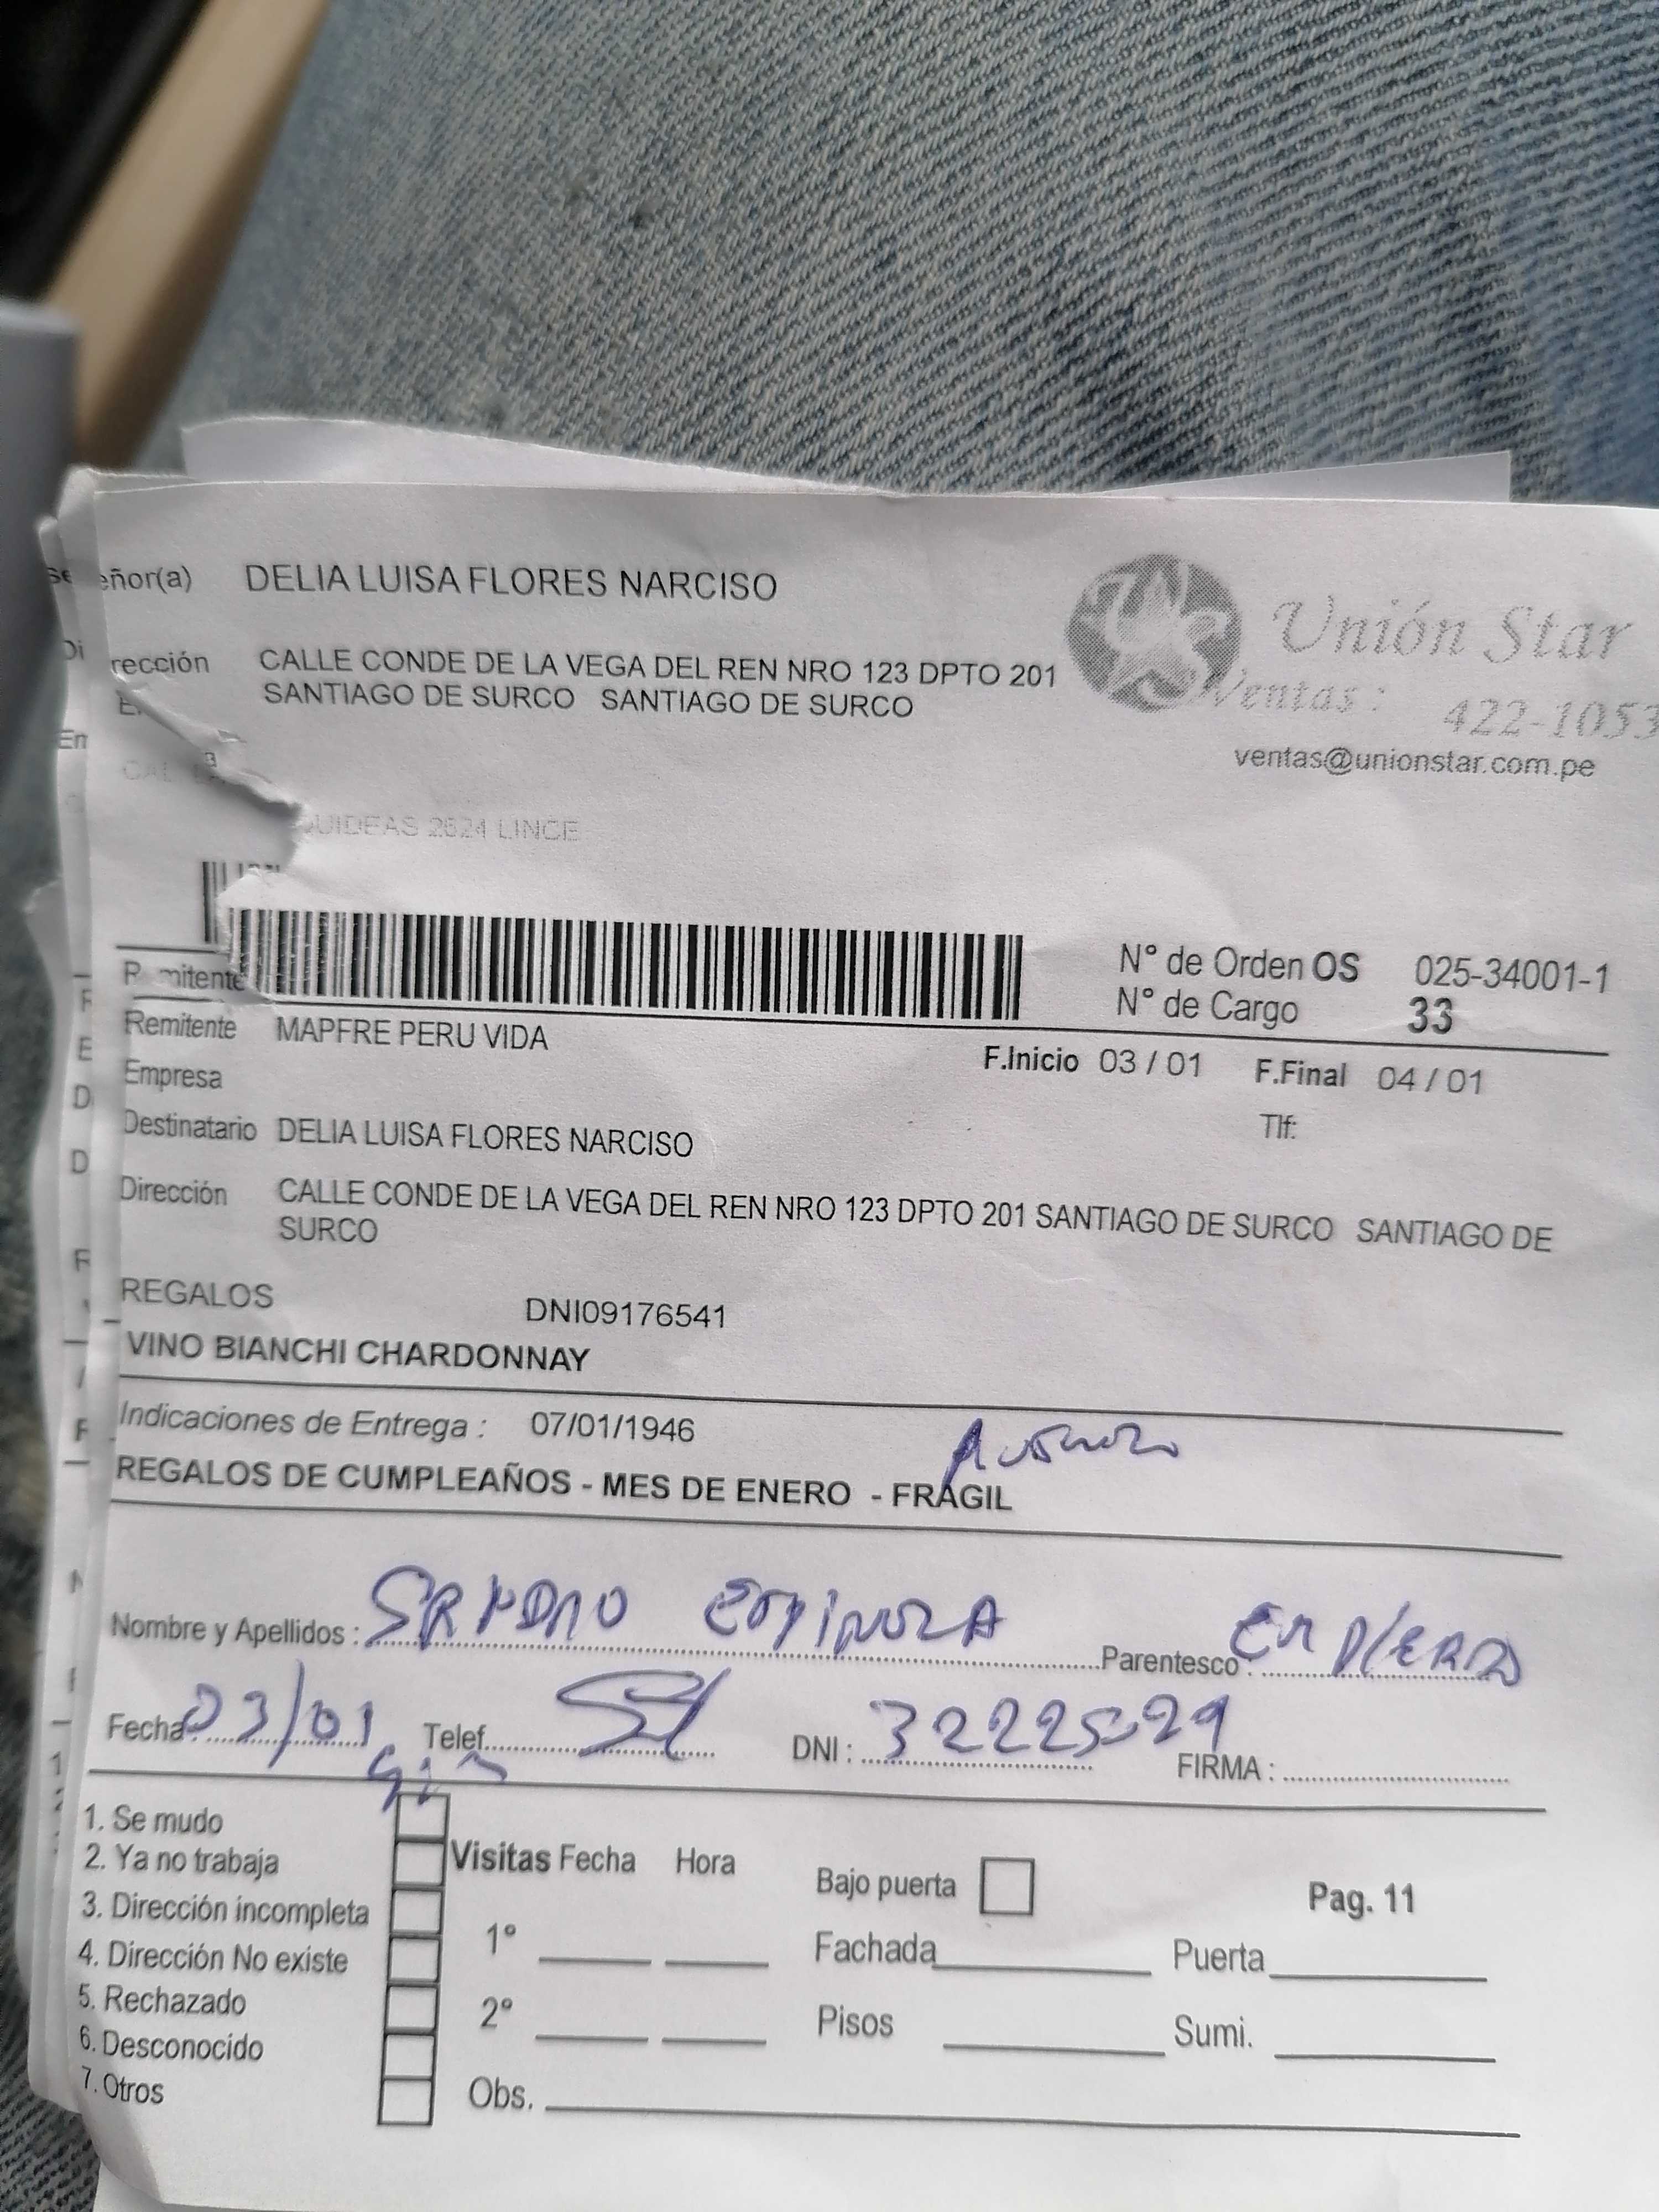 eñor(a) DELIA LUISA FLORES NARCISO
rección CALLE CONDE DE LA VEGA DEL REN NRO 123 DPTO 201
SANTIAGO DE SURCO SANTIAGO DE SURCO
Unión Star
Ventas : 422-1053
ventas@unionstar.com.pe
QUIDEAS 2624 LINCE
N° de Orden OS 025-34001-1
N° de Cargo 33
Remitente MAPFRE PERU VIDA
F.Inicio 03 / 01 F.Final 04 / 01
Empresa
Tlf:
Destinatario DELIA LUISA FLORES NARCISO
Dirección CALLE CONDE DE LA VEGA DEL REN NRO 123 DPTO 201 SANTIAGO DE SURCO SANTIAGO DE
SURCO
REGALOS DNI09176541
VINO BIANCHI CHARDONNAY
Indicaciones de Entrega : 07/01/1946
REGALOS DE CUMPLEAÑOS - MES DE ENERO - FRAGIL
Nombre y Apellidos : ESPINOZA Parentesco :
Fecha : 03/01 Telef. DNI : 32225029 FIRMA :
1. Se mudo
2. Ya no trabaja
3. Dirección incompleta
4. Dirección No existe
5. Rechazado
6. Desconocido
7. Otros
Visitas Fecha Hora
1°
2°
Obs.
Bajo puerta
Fachada Puerta
Pisos Sumi.
Pag. 11